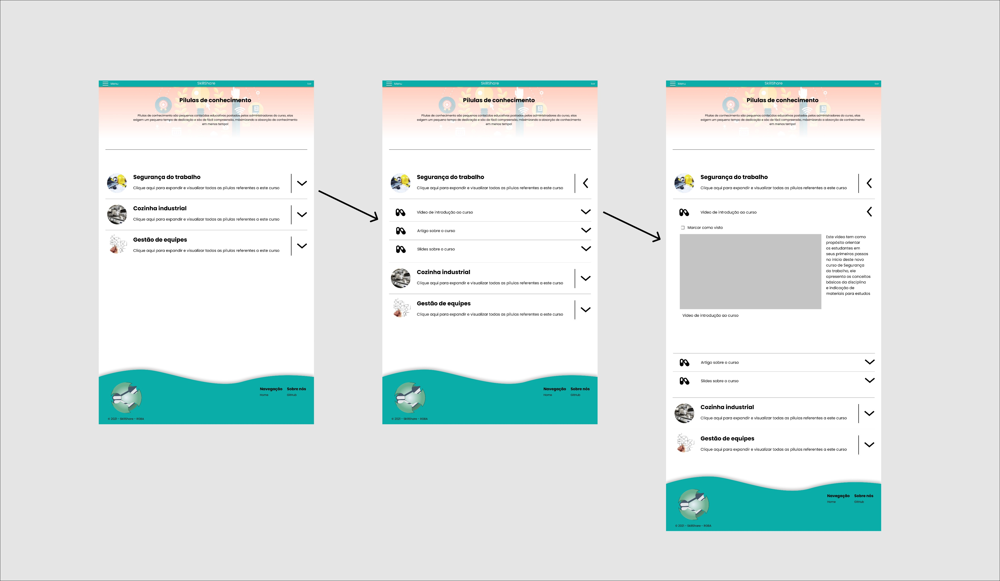 Menu
SkillShare
Sair
Pílulas de conhecimento
Pílulas de conhecimento são pequenos conteúdos educativos postados pelos administradores do curso, elas
exigem um pequeno tempo de dedicação e são de fácil compreensão, máximizando a absorção de conhecimento
em menos tempo!
Segurança do trabalho
Clique aqui para expandir e visualizar todas as pílulas referentes a este curso
Cozinha industrial
Clique aqui para expandir e visualizar todas as pílulas referentes a este curso
Gestão de equipes
Clique aqui para expandir e visualizar todas as pílulas referentes a este curso
Navegação
Sobre nós
Home
GitHub
© 2021 - SkillShare - RGBA
Menu
SkillShare
Sair
Pílulas de conhecimento
Pílulas de conhecimento são pequenos conteúdos educativos postados pelos administradores do curso, elas
exigem um pequeno tempo de dedicação e são de fácil compreensão, máximizando a absorção de conhecimento
em menos tempo!
Segurança do trabalho
Clique aqui para expandir e visualizar todas as pílulas referentes a este curso
Vídeo de introdução ao curso
Artigo sobre o curso
Slides sobre o curso
Cozinha industrial
Clique aqui para expandir e visualizar todas as pílulas referentes a este curso
Gestão de equipes
Clique aqui para expandir e visualizar todas as pílulas referentes a este curso
Navegação
Sobre nós
Home
GitHub
© 2021 - SkillShare - RGBA
Menu
SkillShare
Sair
Pílulas de conhecimento
Pílulas de conhecimento são pequenos conteúdos educativos postados pelos administradores do curso, elas
exigem um pequeno tempo de dedicação e são de fácil compreensão, máximizando a absorção de conhecimento
em menos tempo!
Segurança do trabalho
Clique aqui para expandir e visualizar todas as pílulas referentes a este curso
Vídeo de introdução ao curso
Marcar como visto
Este vídeo tem como
propósito orientar
os estudantes em
seus primeiros passos
no início deste novo
curso de Segurança
do trabalho, ele
apresenta os conceitos
básicos da disciplina
e indicação de
materiais para estudos
Vídeo de introdução ao curso
Artigo sobre o curso
Slides sobre o curso
Cozinha industrial
Clique aqui para expandir e visualizar todas as pílulas referentes a este curso
Gestão de equipes
Clique aqui para expandir e visualizar todas as pílulas referentes a este curso
Navegação
Sobre nós
Home
GitHub
© 2021 - SkillShare - RGBA